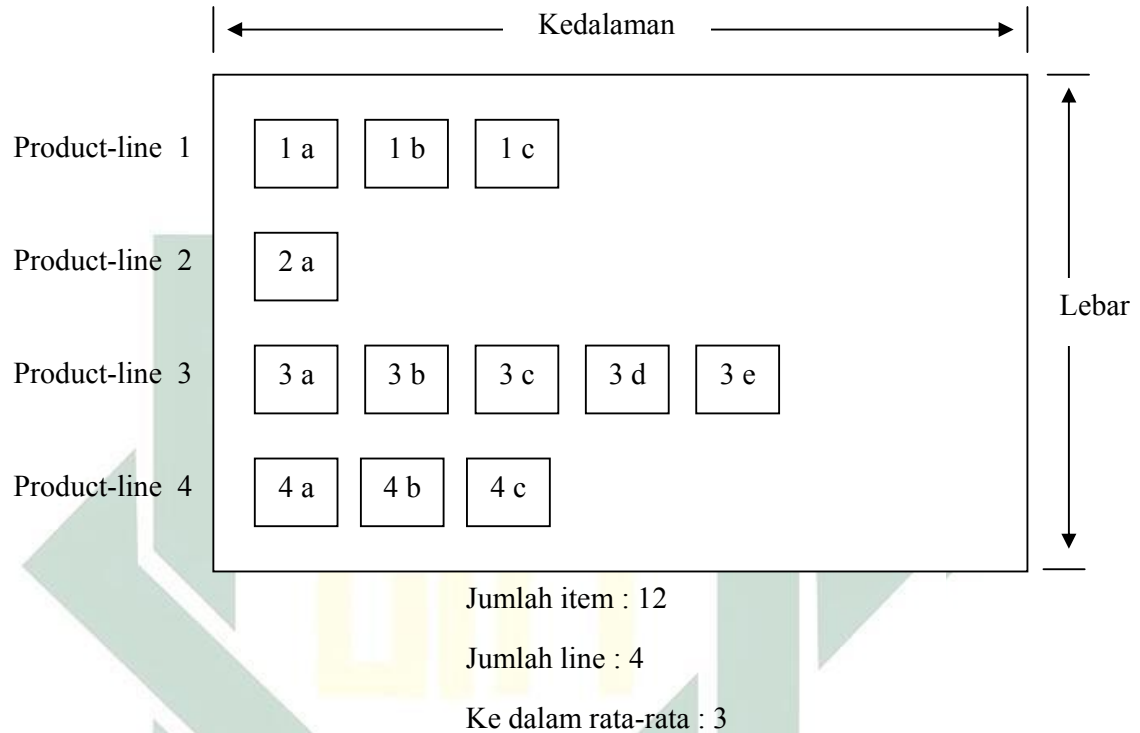 Kedalaman
Product-line 1 1 a 1 b 1 c
Product-line 2 2 a
Lebar
Product-line 3 3 a 3 b 3 c 3 d 3 e
Product-line 4 4 a 4 b 4 c
Jumlah item : 12
Jumlah line : 4
Ke dalam rata-rata : 3